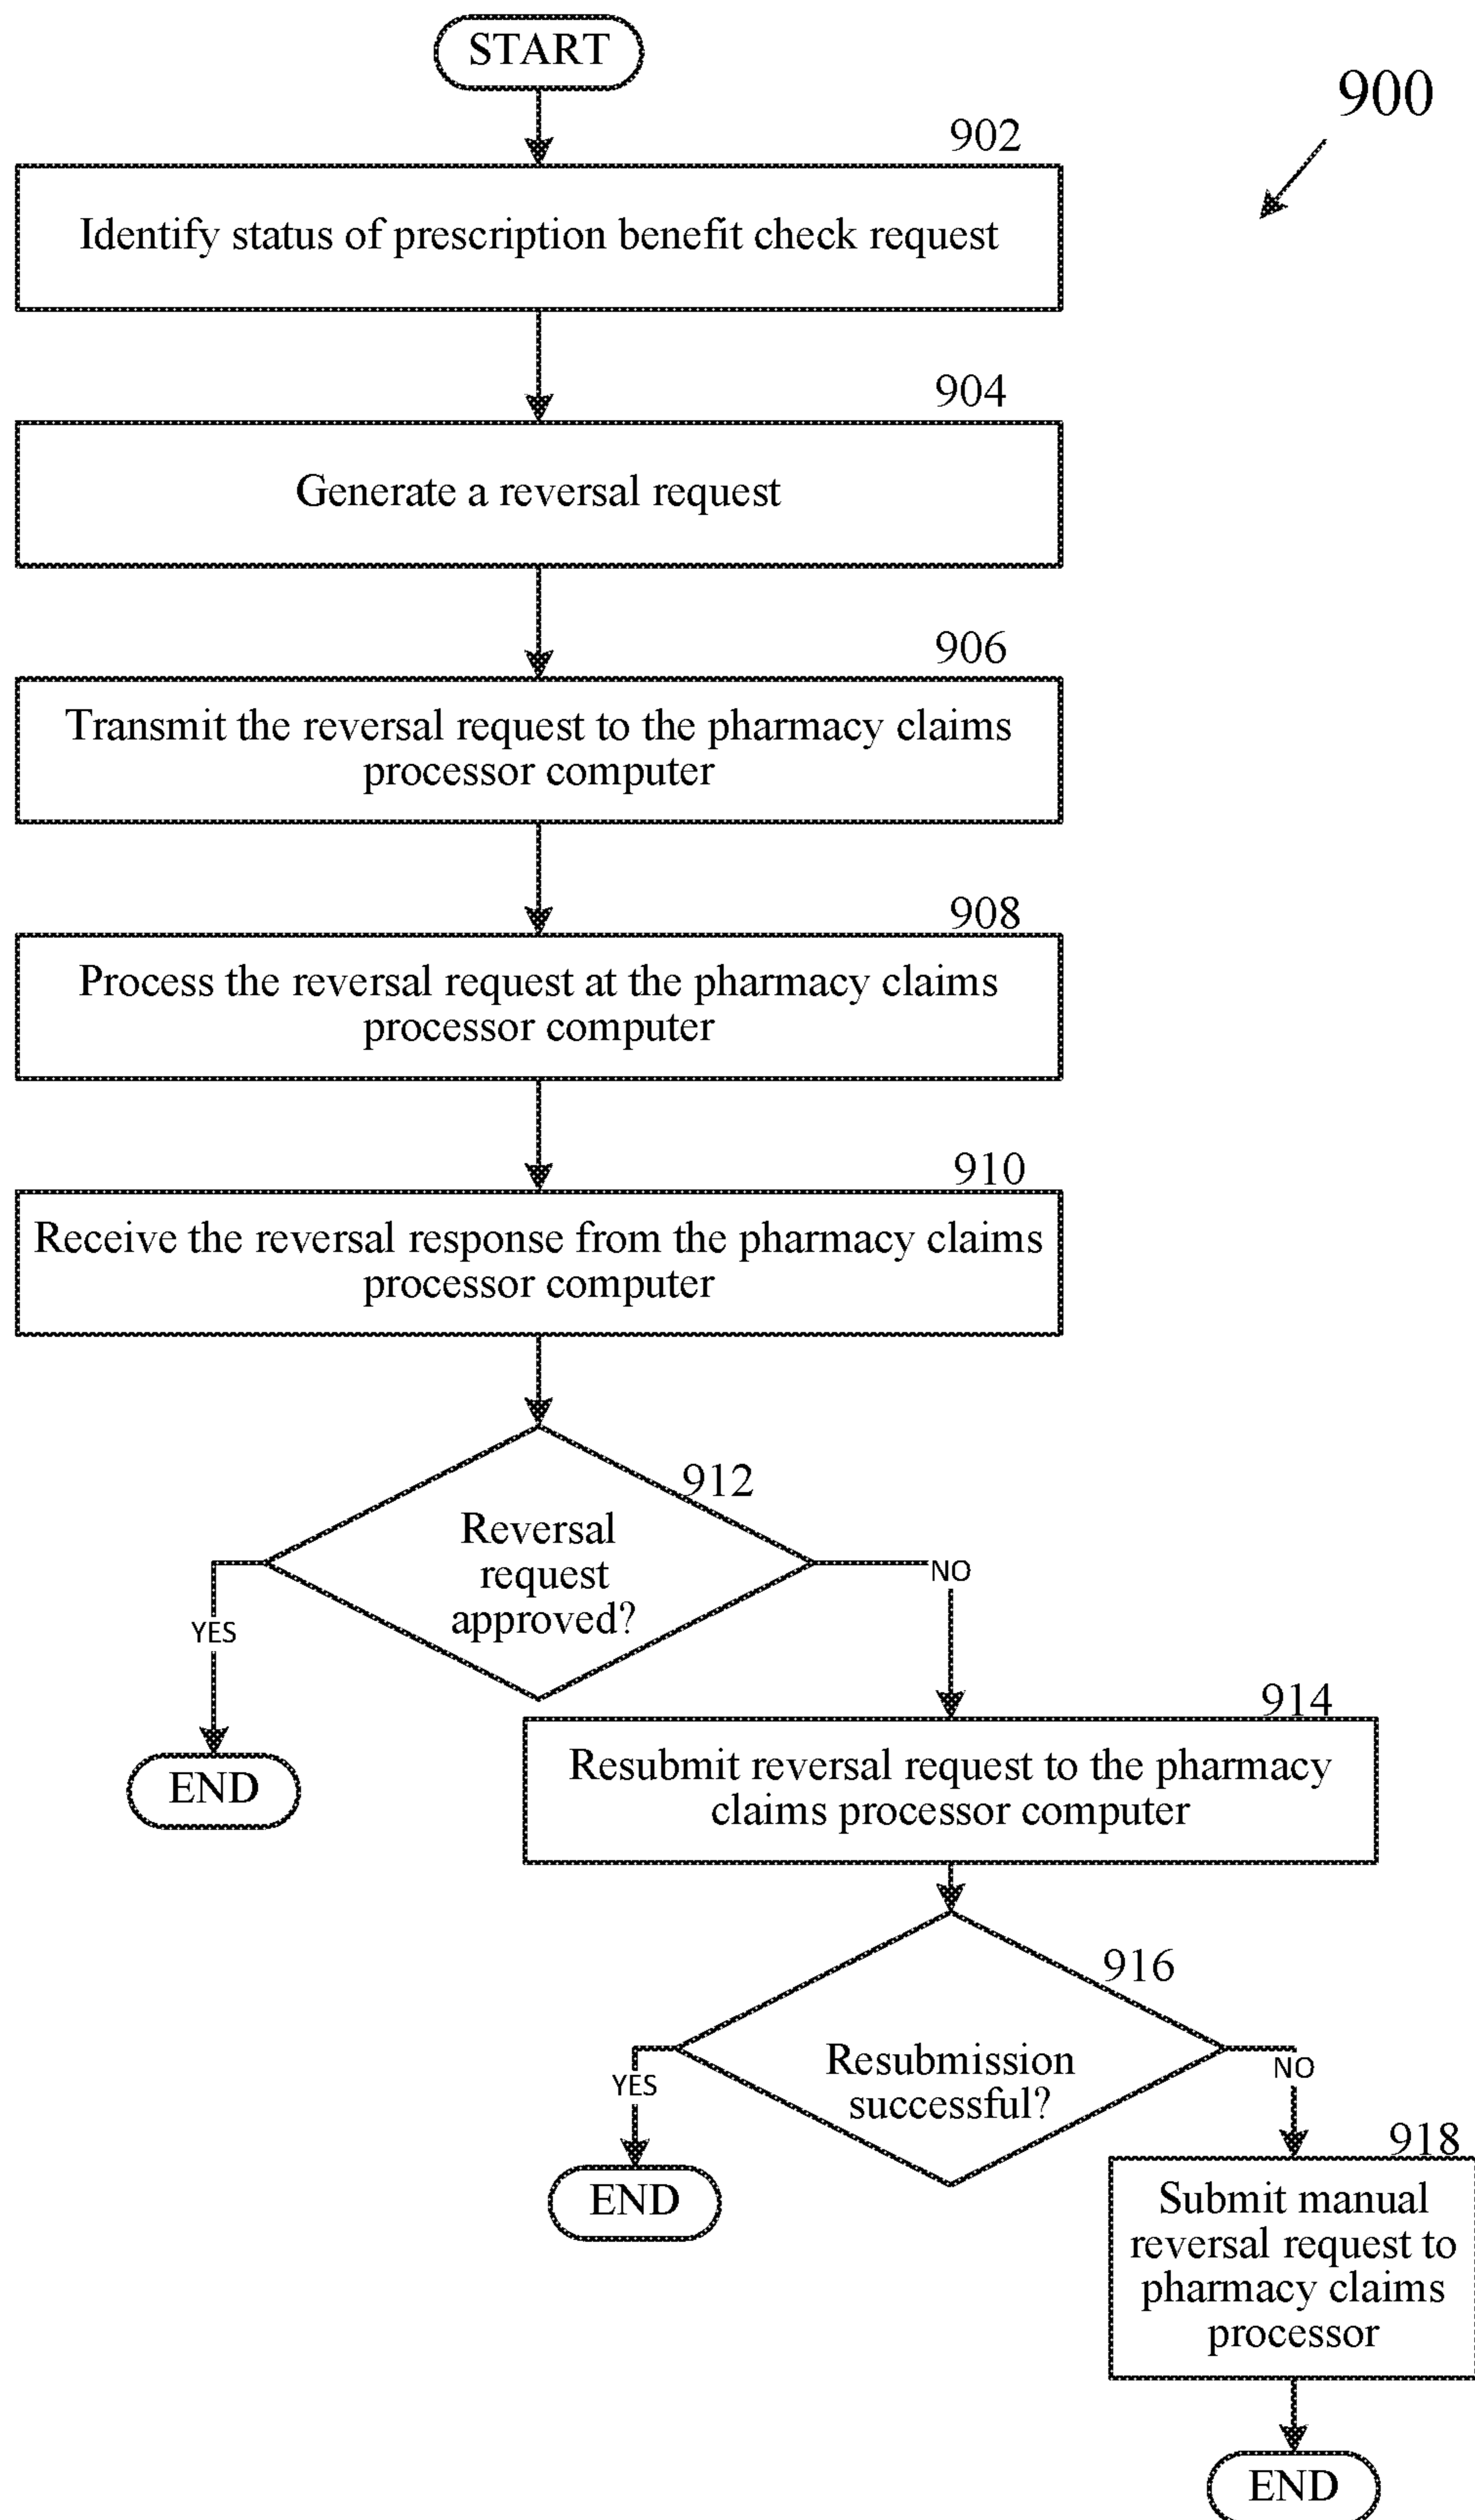 START
900
902
Identify status of prescription benefit check request
904
Generate a reversal request
906
Transmit the reversal request to the pharmacy claims
processor computer
908
Process the reversal request at the pharmacy claims
processor computer
910
Receive the reversal response from the pharmacy claims
processor computer
912
Reversal
request
approved?
NO
YES
914
END
Resubmit reversal request to the pharmacy
claims processor computer
916
Resubmission
successful?
YES
NO
918
END
Submit manual
reversal request to
pharmacy claims
processor
END